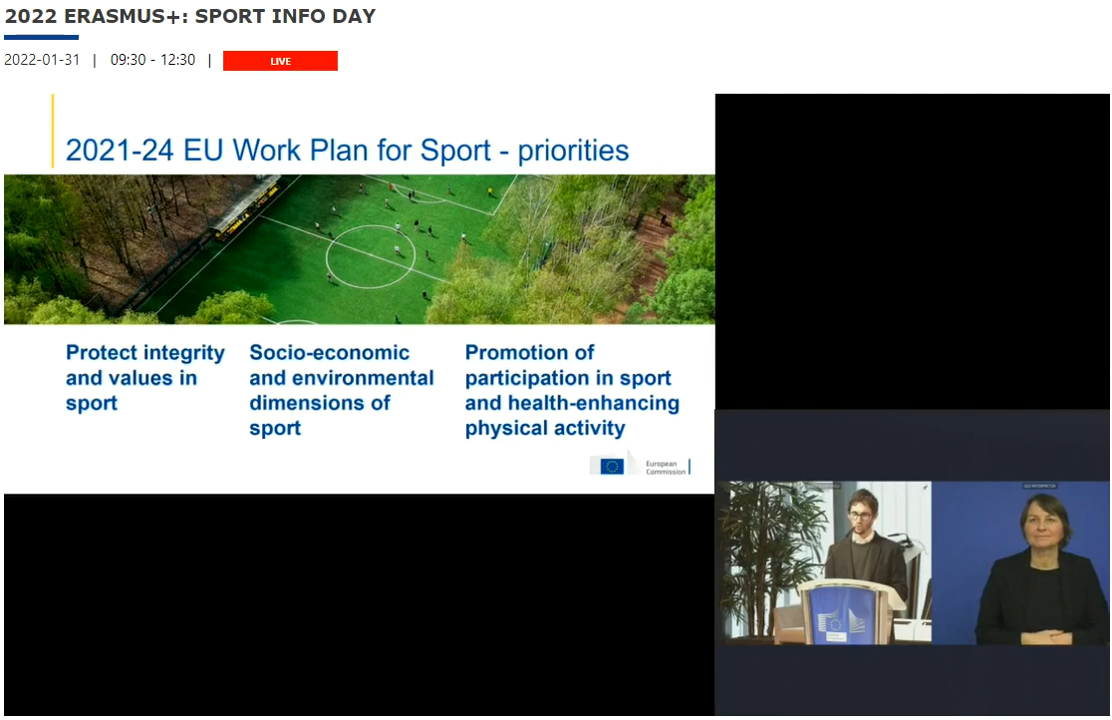 2022 ERASMUS+: SPORT INFO DAY
2022-01-31 | 09:30 - 12:30 | LIVE
2021-24 EU Work Plan for Sport - priorities
Protect integrity
and values in
sport
Socio-economic
and environmental
dimensions of
sport
Promotion of
participation in sport
and health-enhancing
physical activity
European
Commission